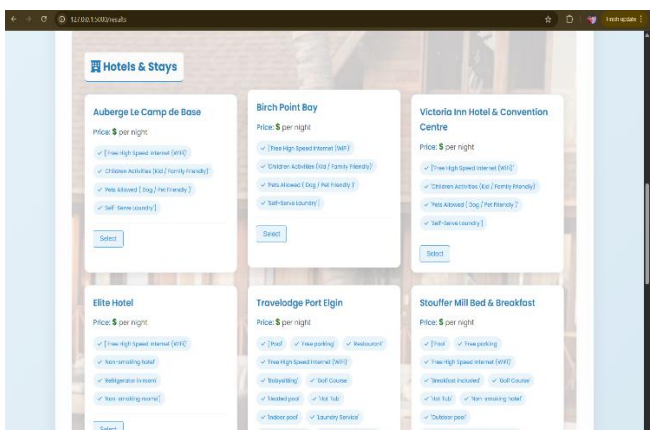 127.0.0.1:5000/results
Finish update
Hotels & Stays
Auberge Le Camp de Base
Price: $ per night
✓ ['Free High Speed Internet (WiFi)'
✓ 'Children Activities (Kid / Family Friendly)'
✓ 'Pets Allowed ( Dog / Pet Friendly )'
✓ 'Self-Serve Laundry']
Select
Birch Point Bay
Price: $ per night
✓ ['Free High Speed Internet (WiFi)'
✓ 'Children Activities (Kid / Family Friendly)'
✓ 'Pets Allowed ( Dog / Pet Friendly )'
✓ 'Self-Serve Laundry']
Select
Victoria Inn Hotel & Convention
Centre
Price: $ per night
✓ ['Free High Speed Internet (WiFi)'
✓ 'Children Activities (Kid / Family Friendly)'
✓ 'Pets Allowed ( Dog / Pet Friendly )'
✓ 'Self-Serve Laundry']
Select
Elite Hotel
Price: $ per night
✓ ['Free High Speed Internet (WiFi)'
✓ 'Non-smoking hotel'
✓ 'Refrigerator in room'
✓ 'Non-smoking rooms']
Select
Travelodge Port Elgin
Price: $ per night
✓ ['Pool' ✓ 'Free parking' ✓ 'Restaurant'
✓ 'Free High Speed Internet (WiFi)'
✓ 'Babysitting' ✓ 'Golf Course'
✓ 'Heated pool' ✓ 'Hot Tub'
✓ 'Indoor pool' ✓ 'Laundry Service'
Stouffer Mill Bed & Breakfast
Price: $ per night
✓ ['Pool' ✓ 'Free parking'
✓ 'Free High Speed Internet (WiFi)'
✓ 'Breakfast included' ✓ 'Golf Course'
✓ 'Hot Tub' ✓ 'Non-smoking hotel'
✓ 'Outdoor pool'